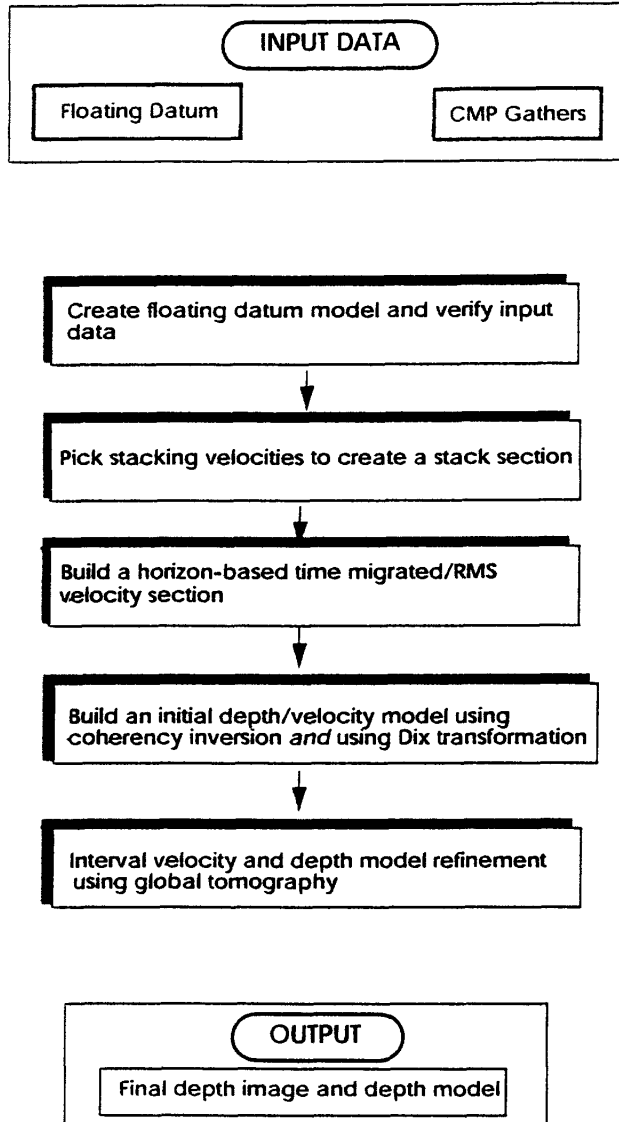 INPUT DATA
Floating Datum
CMP Gathers
Create floating datum model and verify input
data
Pick stacking velocities to create a stack section
Build a horizon-based time migrated/RMS
velocity section
Build an initial depth/velocity model using
coherency inversion and using Dix transformation
Interval velocity and depth model refinement
using global tomography
OUTPUT
Final depth image and depth model